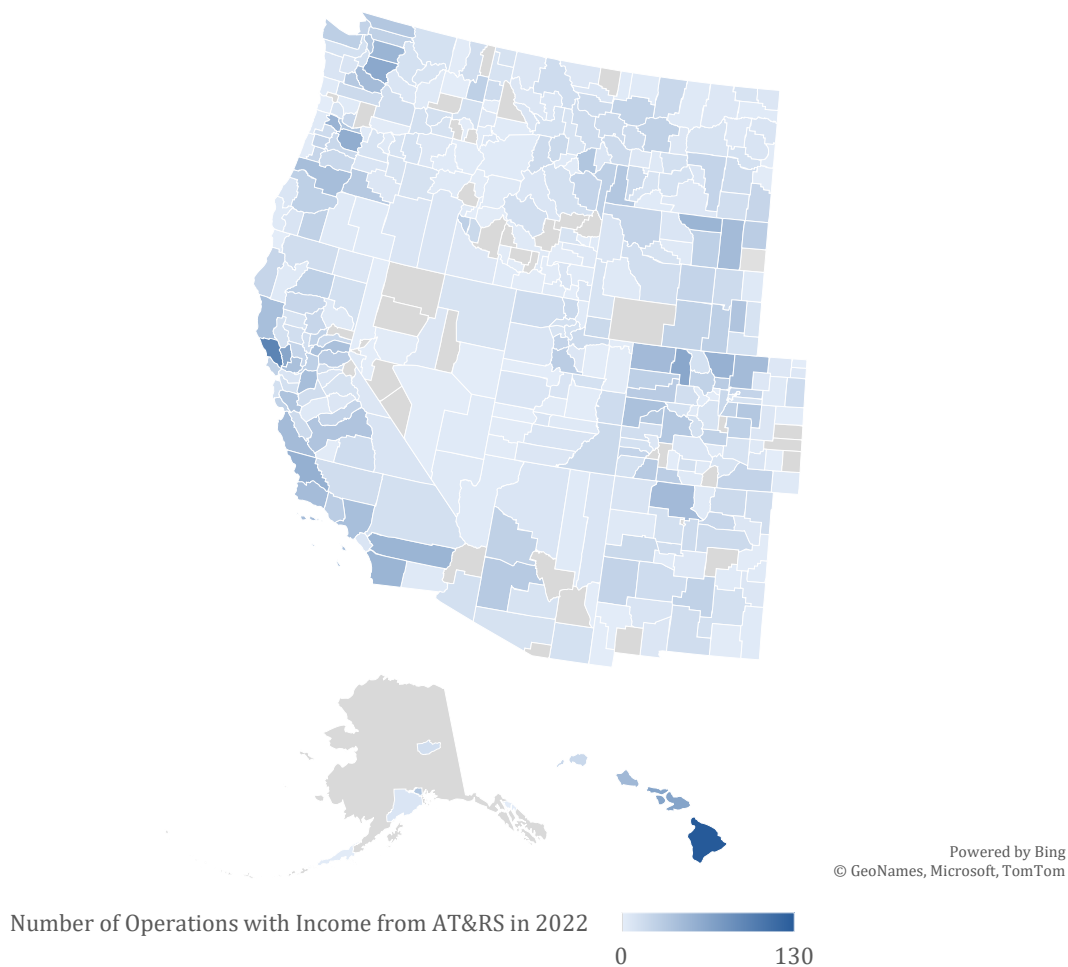 Powered by Bing
© GeoNames, Microsoft, TomTom
Number of Operations with Income from AT&RS in 2022
0 130